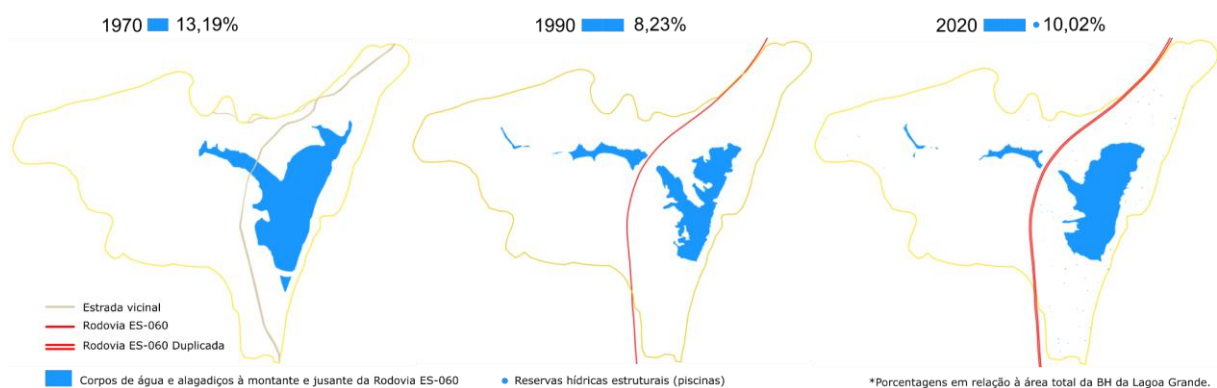 1970 13,19%
1990 8,23%
2020 10,02%
Estrada vicinal
Rodovia ES-060
Rodovia ES-060 Duplicada
Corpos de água e alagadiços à montante e jusante da Rodovia ES-060
Reservas hídricas estruturais (piscinas)
*Porcentagens em relação à área total da BH da Lagoa Grande.